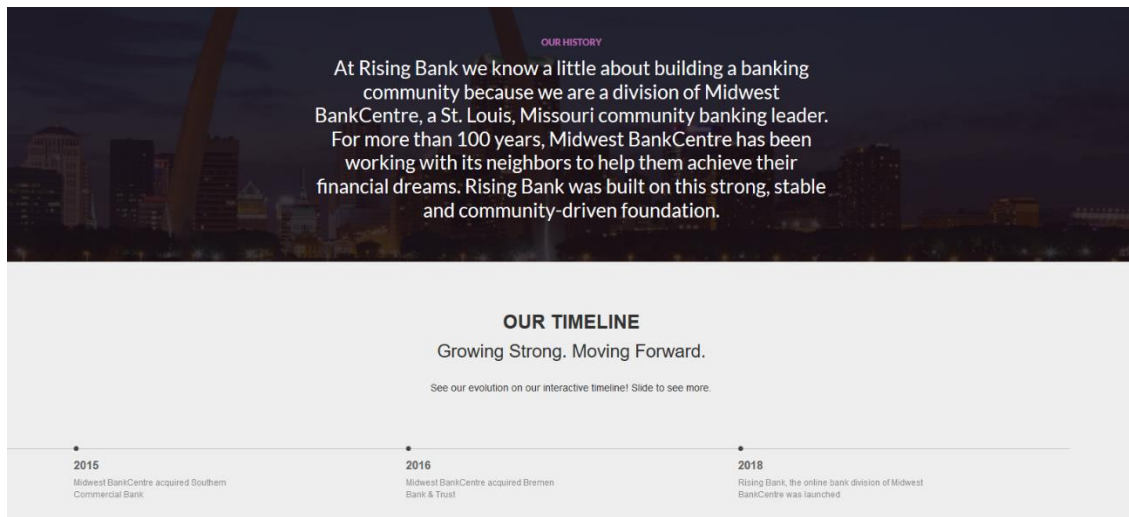 OUR HISTORY
At Rising Bank we know a little about building a banking
community because we are a division of Midwest
BankCentre, a St. Louis, Missouri community banking leader.
For more than 100 years, Midwest BankCentre has been
working with its neighbors to help them achieve their
financial dreams. Rising Bank was built on this strong, stable
and community-driven foundation.
OUR TIMELINE
Growing Strong. Moving Forward.
See our evolution on our interactive timeline! Slide to see more.
2015
Midwest BankCentre acquired Southern
Commercial Bank
2016
Midwest BankCentre acquired Bremen
Bank & Trust
2018
Rising Bank, the online bank division of Midwest
BankCentre was launched